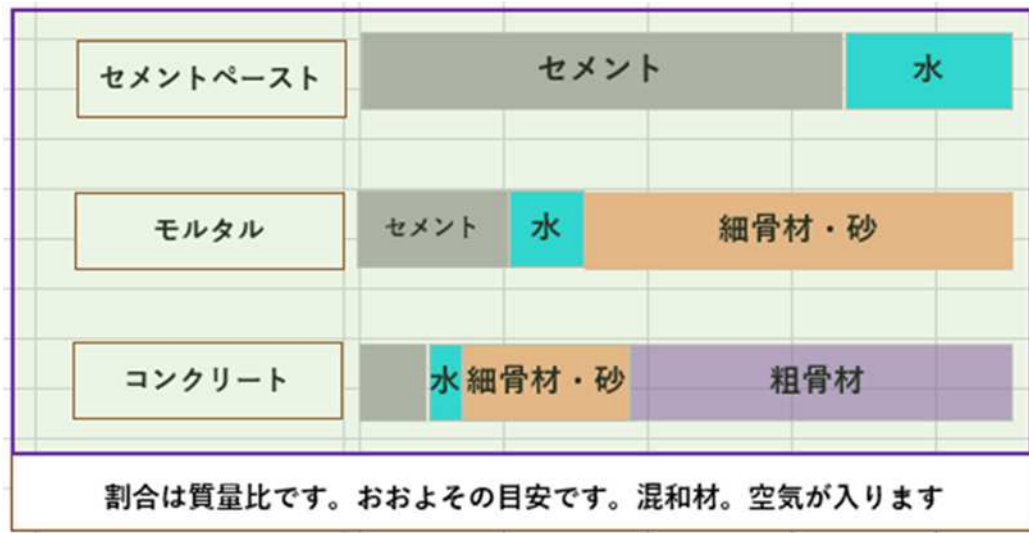 セメントペースト セメント 水
モルタル セメント 水 細骨材・砂
コンクリート 水 細骨材・砂 粗骨材
割合は質量比です。おおよその目安です。混和材。空気が入ります